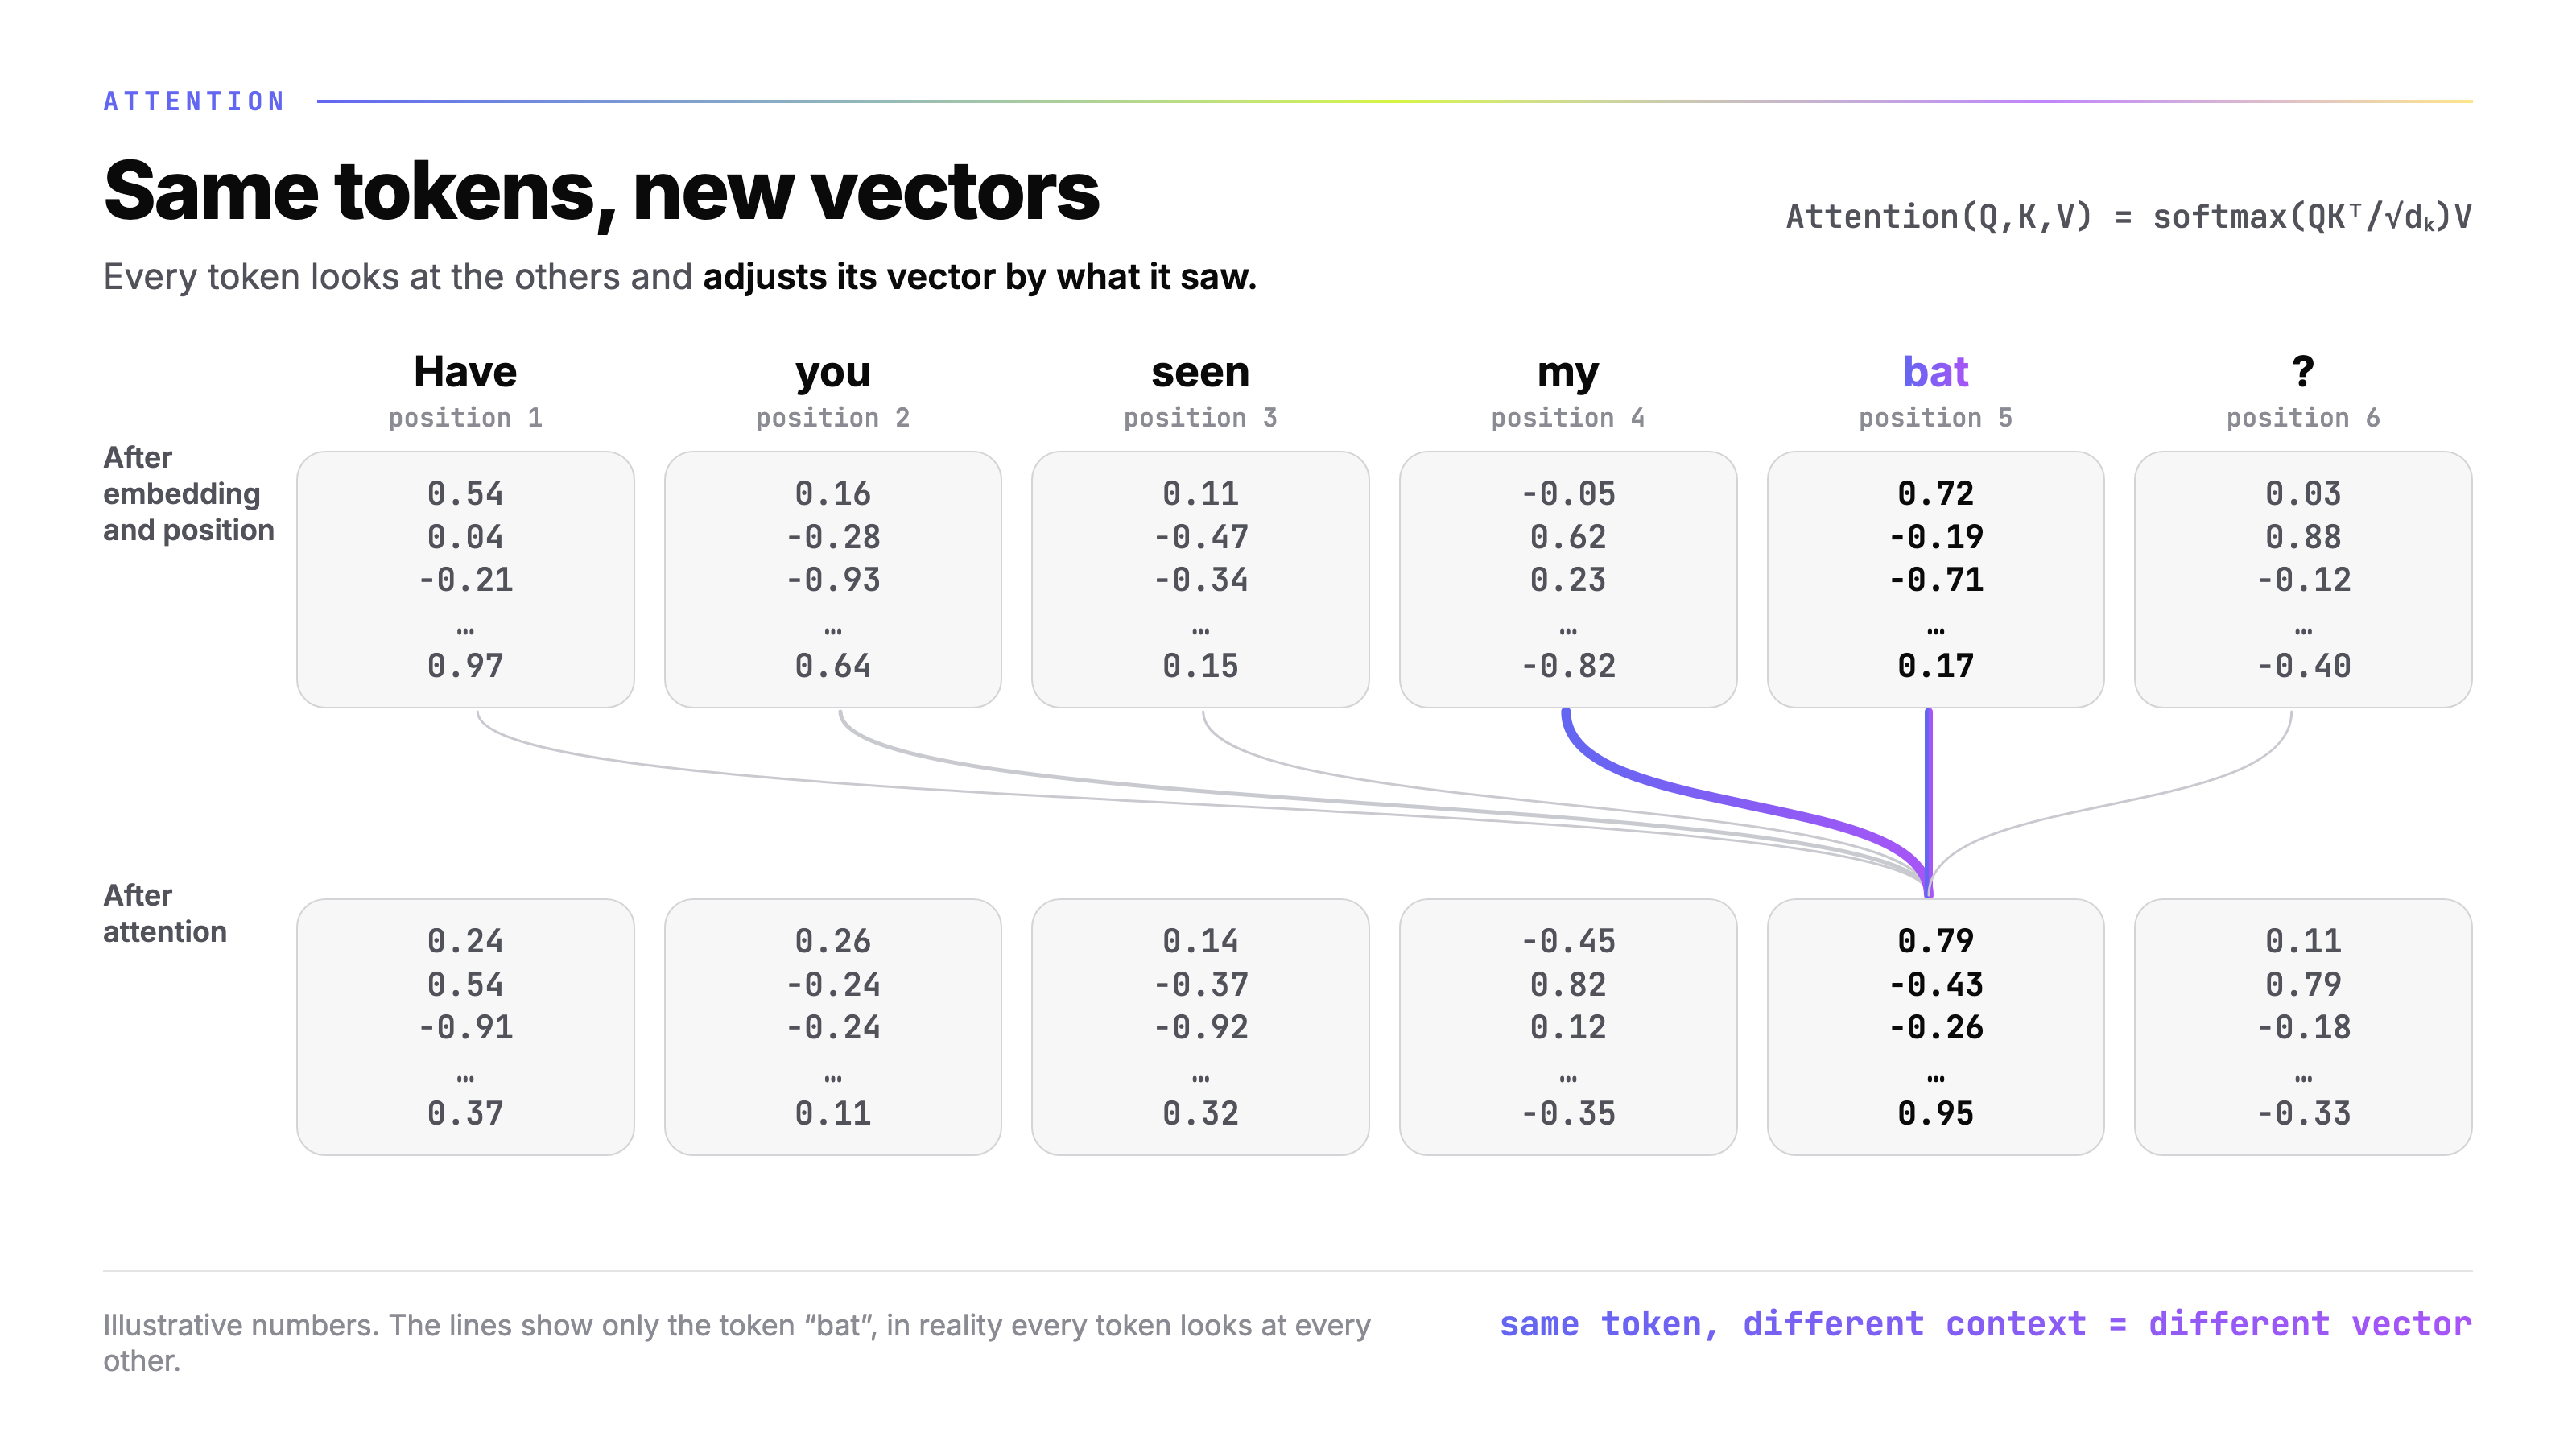 ATTENTION
Same tokens, new vectors
Attention(Q,K,V) = softmax(QKᵀ/√dₖ)V
Every token looks at the others and adjusts its vector by what it saw.
Have you seen my bat ?
position 1 position 2 position 3 position 4 position 5 position 6
After
embedding
and position
0.54 0.16 0.11 -0.05 0.72 0.03
0.04 -0.28 -0.47 0.62 -0.19 0.88
-0.21 -0.93 -0.34 0.23 -0.71 -0.12
… … … … … …
0.97 0.64 0.15 -0.82 0.17 -0.40
After
attention
0.24 0.26 0.14 -0.45 0.79 0.11
0.54 -0.24 -0.37 0.82 -0.43 0.79
-0.91 -0.24 -0.92 0.12 -0.26 -0.18
… … … … … …
0.37 0.11 0.32 -0.35 0.95 -0.33
Illustrative numbers. The lines show only the token “bat”, in reality every token looks at every
other.
same token, different context = different vector